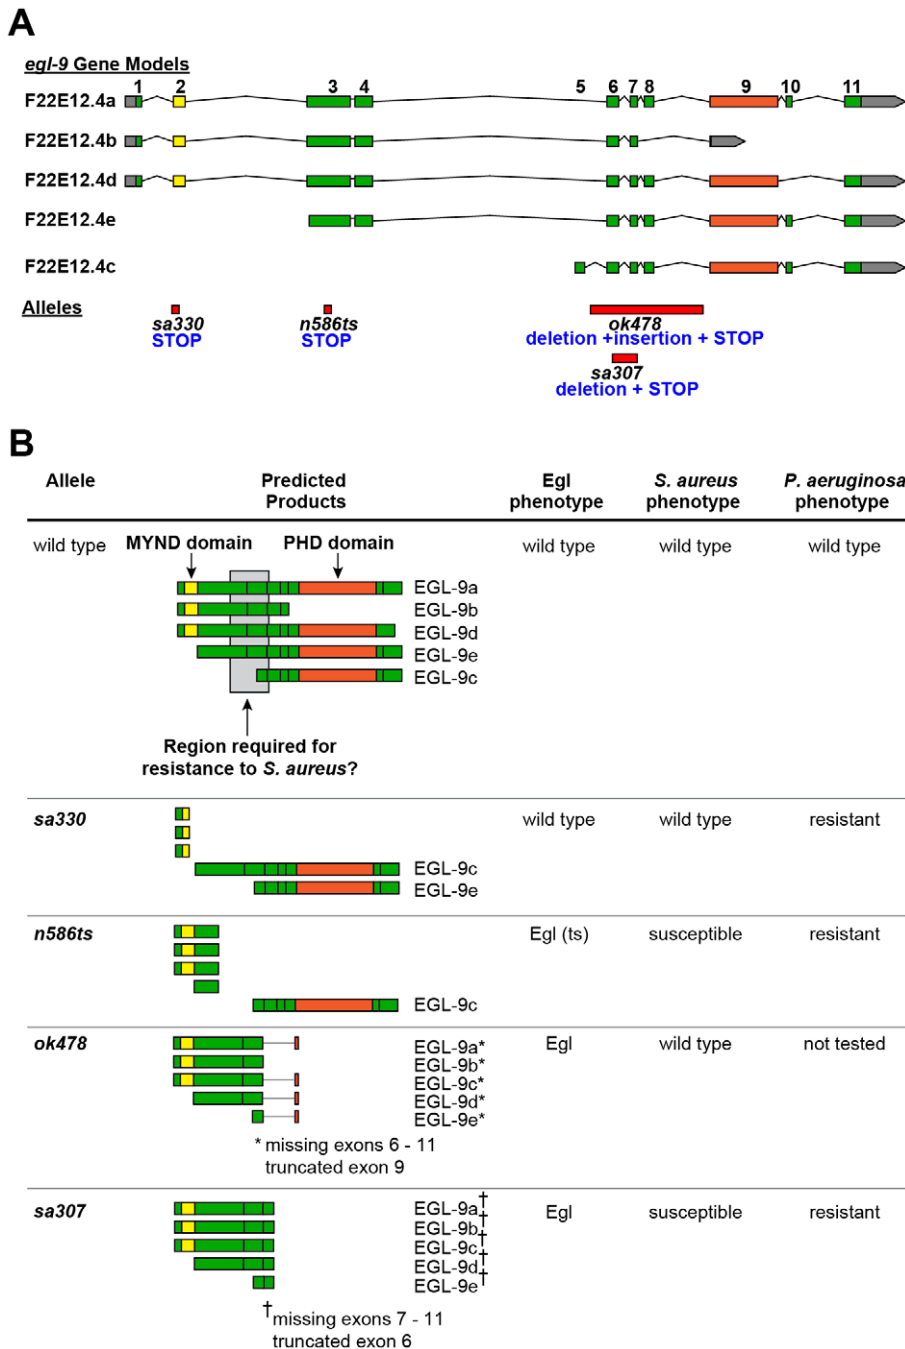 A
egl-9 Gene Models
1 2 3 4 5 6 7 8 9 10 11
F22E12.4a
F22E12.4b
F22E12.4d
F22E12.4e
F22E12.4c
Alleles
sa330
STOP
n586ts
STOP
ok478
deletion +insertion + STOP
sa307
deletion + STOP
B
Allele
Predicted
Products
Egl
phenotype
S. aureus
phenotype
P. aeruginosa
phenotype
wild type
MYND domain
PHD domain
wild type
wild type
wild type
EGL-9a
EGL-9b
EGL-9d
EGL-9e
EGL-9c
Region required for
resistance to S. aureus?
sa330
wild type
wild type
resistant
EGL-9c
EGL-9e
n586ts
Egl (ts)
susceptible
resistant
EGL-9c
ok478
Egl
wild type
not tested
EGL-9a*
EGL-9b*
EGL-9c*
EGL-9d*
EGL-9e*
* missing exons 6 - 11
truncated exon 9
sa307
Egl
susceptible
resistant
EGL-9a†
EGL-9b†
EGL-9c†
EGL-9d†
EGL-9e†
† missing exons 7 - 11
truncated exon 6